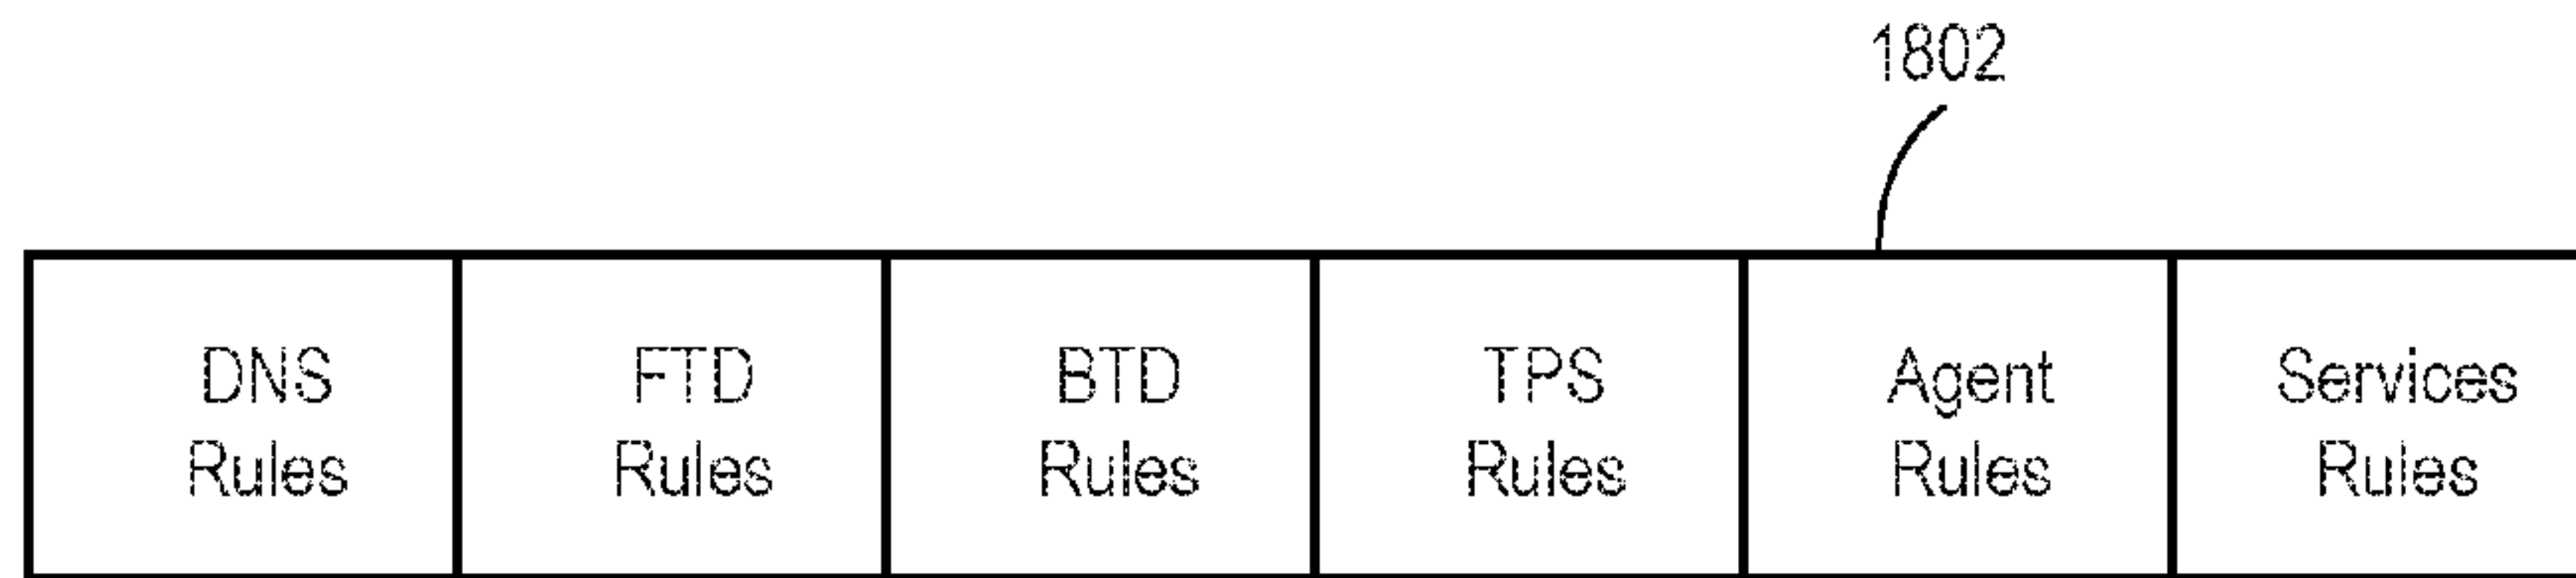 1802
DNS Rules
FTD Rules
BTD Rules
TPS Rules
Agent Rules
Services Rules